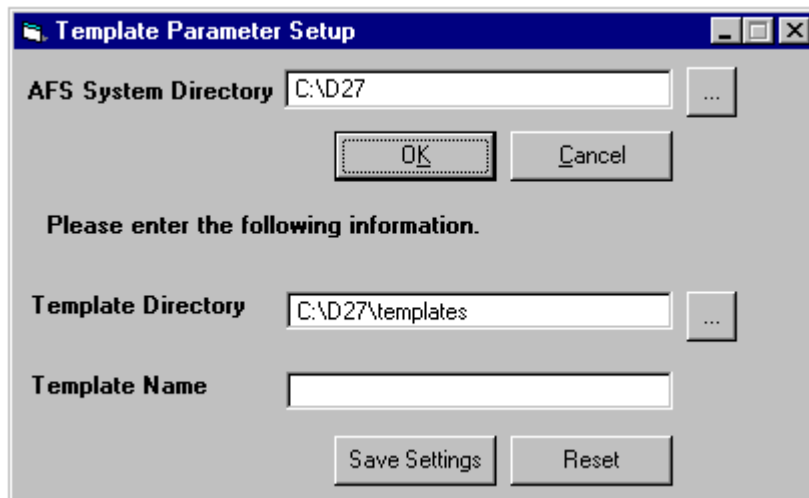 Template Parameter Setup
AFS System Directory C:\D27 ...
OK Cancel
Please enter the following information.
Template Directory C:\D27\templates ...
Template Name
Save Settings Reset